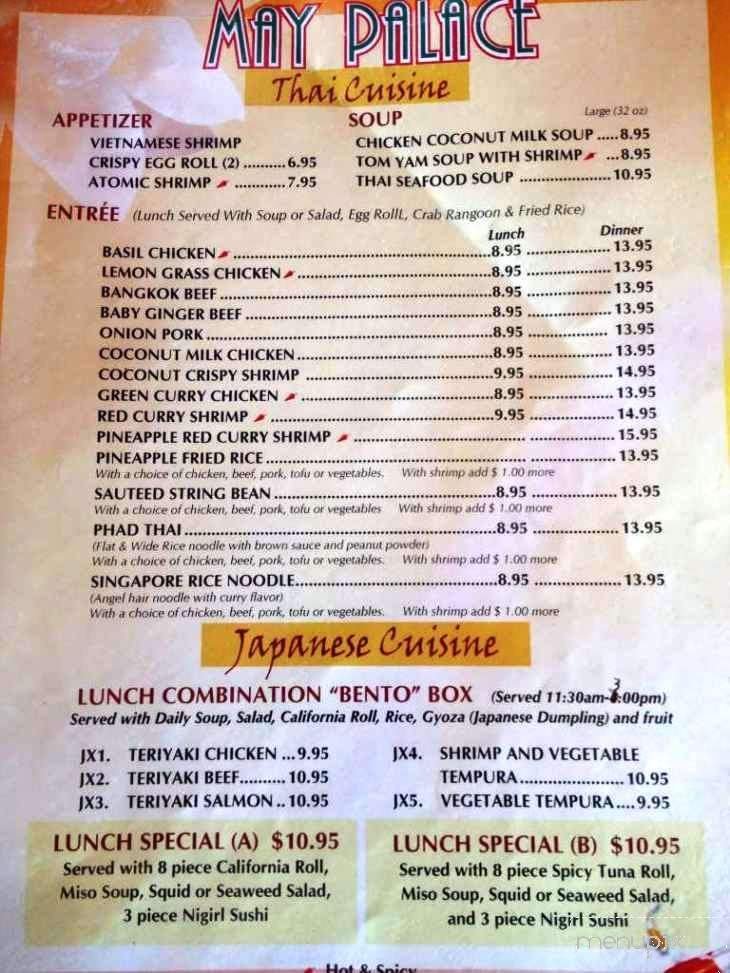 MAY PALACE
Thai Cuisine
APPETIZER
VIETNAMESE SHRIMP
CRISPY EGG ROLL (2) ..........6.95
ATOMIC SHRIMP ............7.95
SOUP Large (32 oz)
CHICKEN COCONUT MILK SOUP .....8.95
TOM YAM SOUP WITH SHRIMP ...8.95
THAI SEAFOOD SOUP ..................10.95
ENTRÉE (Lunch Served With Soup or Salad, Egg RollL, Crab Rangoon & Fried Rice)
Lunch Dinner
BASIL CHICKEN ..........8.95 .......... 13.95
LEMON GRASS CHICKEN ..........8.95 .......... 13.95
BANGKOK BEEF ..........8.95 .......... 13.95
BABY GINGER BEEF ..........8.95 .......... 13.95
ONION PORK ..........8.95 .......... 13.95
COCONUT MILK CHICKEN ..........8.95 .......... 13.95
COCONUT CRISPY SHRIMP ..........9.95 .......... 14.95
GREEN CURRY CHICKEN ..........8.95 .......... 13.95
RED CURRY SHRIMP ..........9.95 .......... 14.95
PINEAPPLE RED CURRY SHRIMP .......... .......... 15.95
PINEAPPLE FRIED RICE .......... .......... 13.95
With a choice of chicken, beef, pork, tofu or vegetables. With shrimp add $ 1.00 more
SAUTEED STRING BEAN ..........8.95 .......... 13.95
With a choice of chicken, beef, pork, tofu or vegetables With shrimp add $ 1.00 more
PHAD THAI ..........8.95 .......... 13.95
(Flat & Wide Rice noodle with brown sauce and peanut powder)
With a choice of chicken, beef, pork, tofu or vegetables. With shrimp add $ 1.00 more
SINGAPORE RICE NOODLE ..........8.95 .......... 13.95
(Angel hair noodle with curry flavor)
With a choice of chicken, beef, pork, tofu or vegetables. With shrimp add $ 1.00 more
Japanese Cuisine
LUNCH COMBINATION “BENTO” BOX (Served 11:30am-3:00pm)
Served with Daily Soup, Salad, California Roll, Rice, Gyoza (Japanese Dumpling) and fruit
JX1. TERIYAKI CHICKEN ...9.95
JX2. TERIYAKI BEEF.......... 10.95
JX3. TERIYAKI SALMON .. 10.95
JX4. SHRIMP AND VEGETABLE
TEMPURA.......................10.95
JX5. VEGETABLE TEMPURA....9.95
LUNCH SPECIAL (A) $10.95
Served with 8 piece California Roll,
Miso Soup, Squid or Seaweed Salad,
3 piece Nigirl Sushi
LUNCH SPECIAL (B) $10.95
Served with 8 piece Spicy Tuna Roll,
Miso Soup, Squid or Seaweed Salad,
and 3 piece Nigirl Sushi
menupix
Hot & Spicy